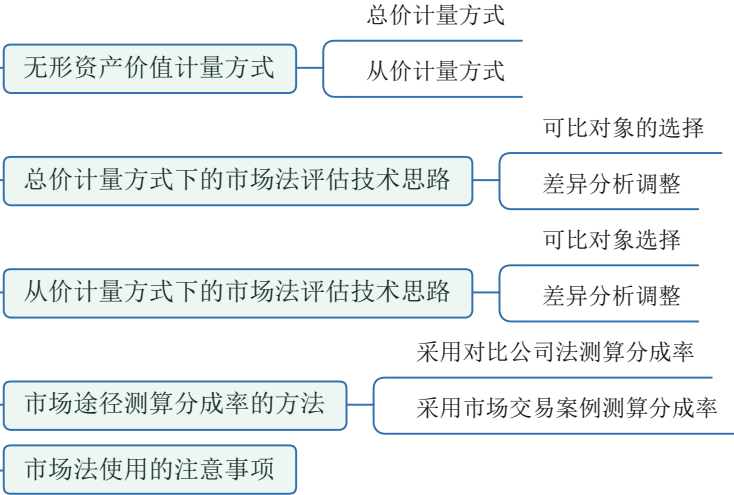 总价计量方式
无形资产价值计量方式
从价计量方式
可比对象的选择
总价计量方式下的市场法评估技术思路
差异分析调整
可比对象选择
从价计量方式下的市场法评估技术思路
差异分析调整
采用对比公司法测算分成率
市场途径测算分成率的方法
采用市场交易案例测算分成率
市场法使用的注意事项